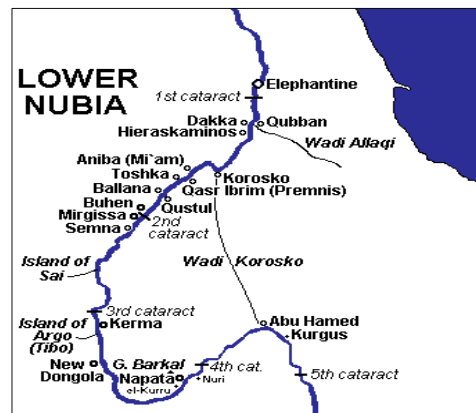 LOWER
NUBIA
Elephantine
1st cataract
Dakka
Qubban
Hieraskaminos
Wadi Allaqi
Aniba (Mi`am)
Toshka
Korosko
Ballana
Qasr Ibrim (Premnis)
Buhen
Qustul
Mirgissa
2nd
cataract
Semna
Island of
Sai
Wadi Korosko
3rd cataract
Island of
Argo
(Tibo)
Kerma
Abu Hamed
Kurgus
New
Dongola
G. Barkal
4th cat.
5th cataract
Napata
Nuri
el-Kurru